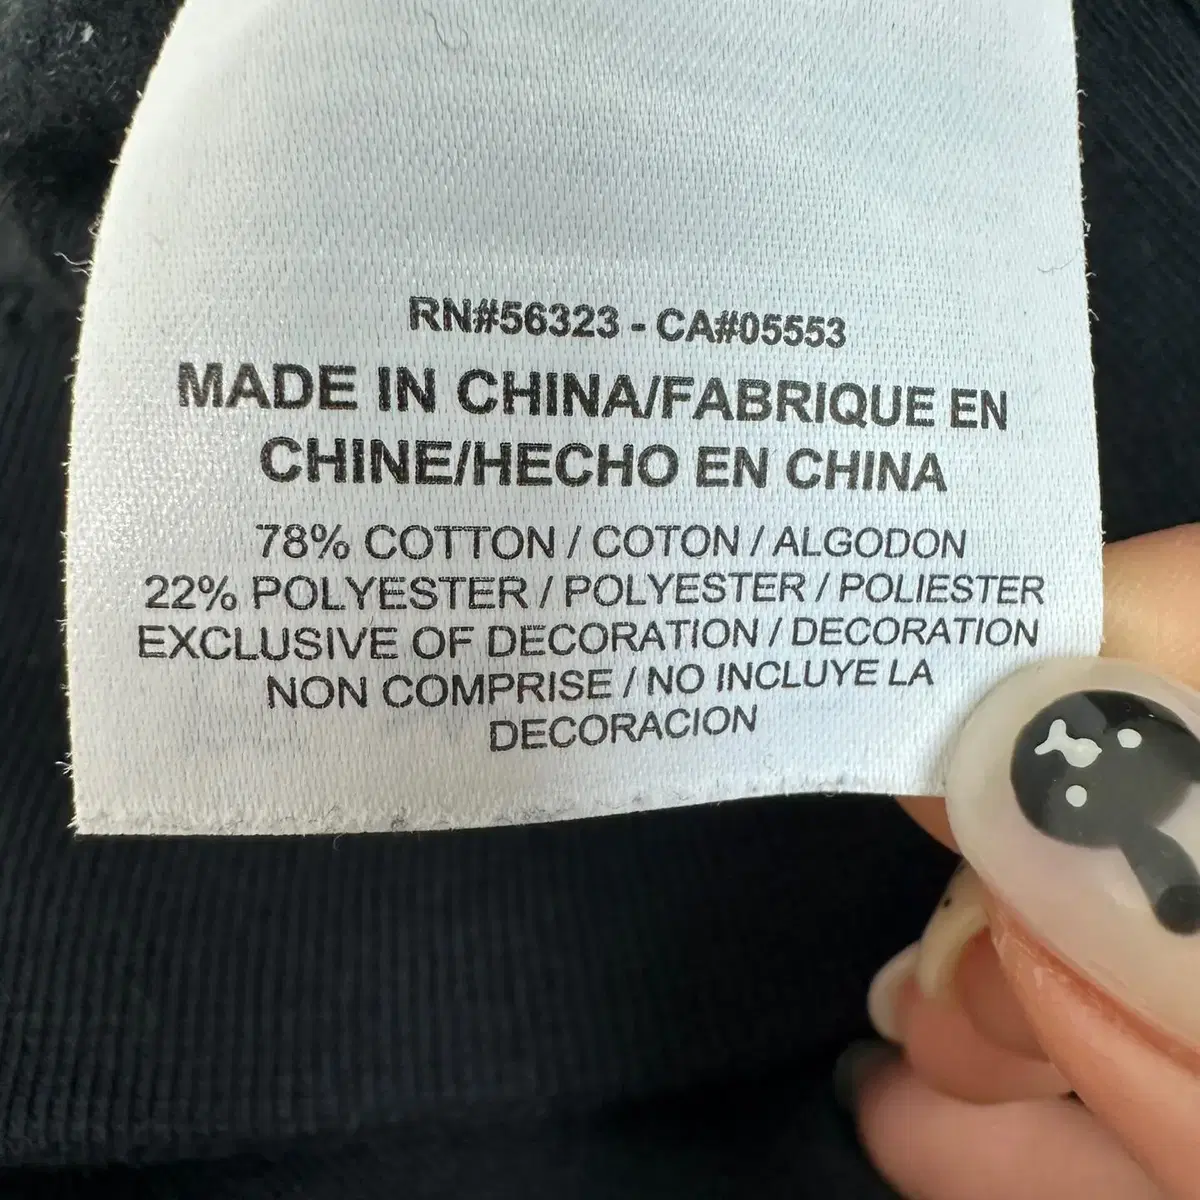 RN#56323 - CA#05553
MADE IN CHINA/FABRIQUE EN
CHINE/HECHO EN CHINA
78% COTTON / COTON / ALGODON
22% POLYESTER / POLYESTER / POLIESTER
EXCLUSIVE OF DECORATION / DECORATION
NON COMPRISE / NO INCLUYE LA
DECORACION